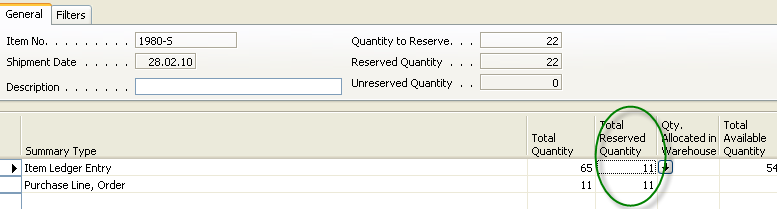 General Filters
Item No. . . . . . . . . . 1980-S Quantity to Reserve. . . 22
Shipment Date . . . . . 28.02.10 Reserved Quantity . . . 22
Description . . . . . . . Unreserved Quantity . . 0
Summary Type Total Quantity Total Reserved Quantity Qty. Allocated in Warehouse Total Available Quantity
Item Ledger Entry 65 11 54
Purchase Line, Order 11 11